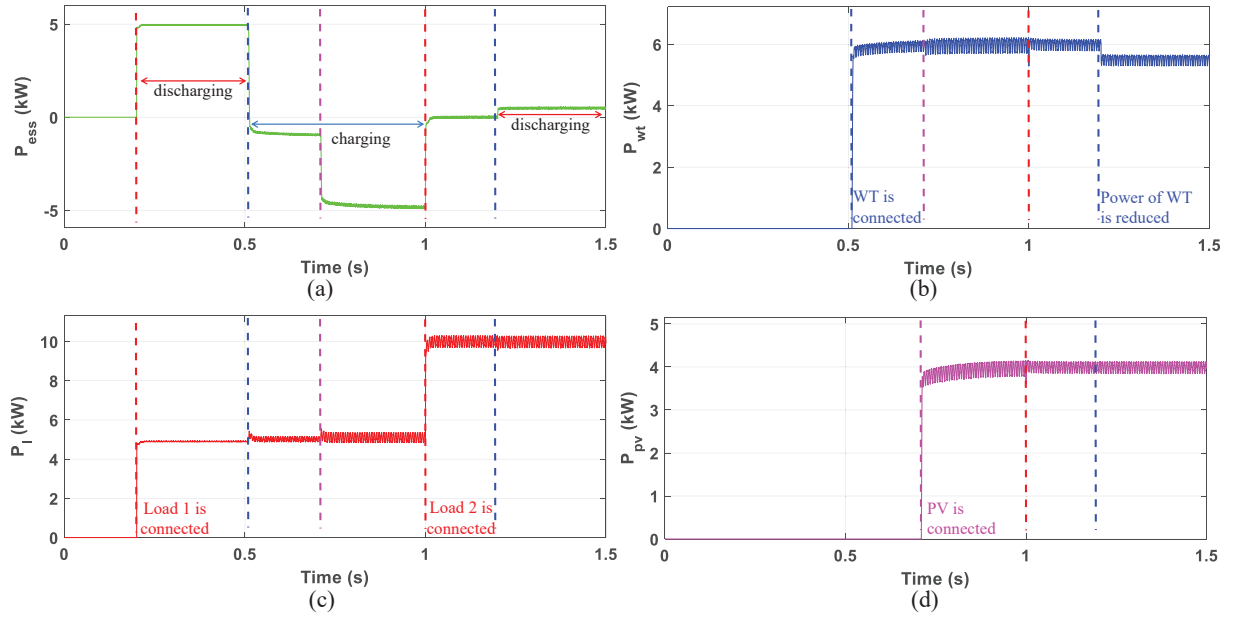 P_ess (kW)
5
0
-5
discharging
charging
discharging
0
0.5
1
1.5
Time (s)
(a)
P_wt (kW)
6
4
2
0
WT is
connected
Power of WT
is reduced
0
0.5
1
1.5
Time (s)
(b)
P_l (kW)
10
8
6
4
2
0
Load 1 is
connected
Load 2 is
connected
0
0.5
1
1.5
Time (s)
(c)
P_pv (kW)
5
4
3
2
1
0
PV is
connected
0
0.5
1
1.5
Time (s)
(d)